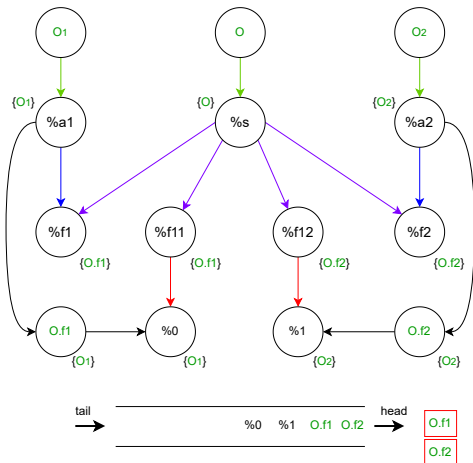 O1 O O2
{O1} {O} {O2}
%a1 %s %a2
%f1 %f11 %f12 %f2
{O.f1} {O.f1} {O.f2} {O.f2}
O.f1 %0 %1 O.f2
{O1} {O1} {O2} {O2}
tail head
%0 %1 O.f1 O.f2 O.f1
O.f2